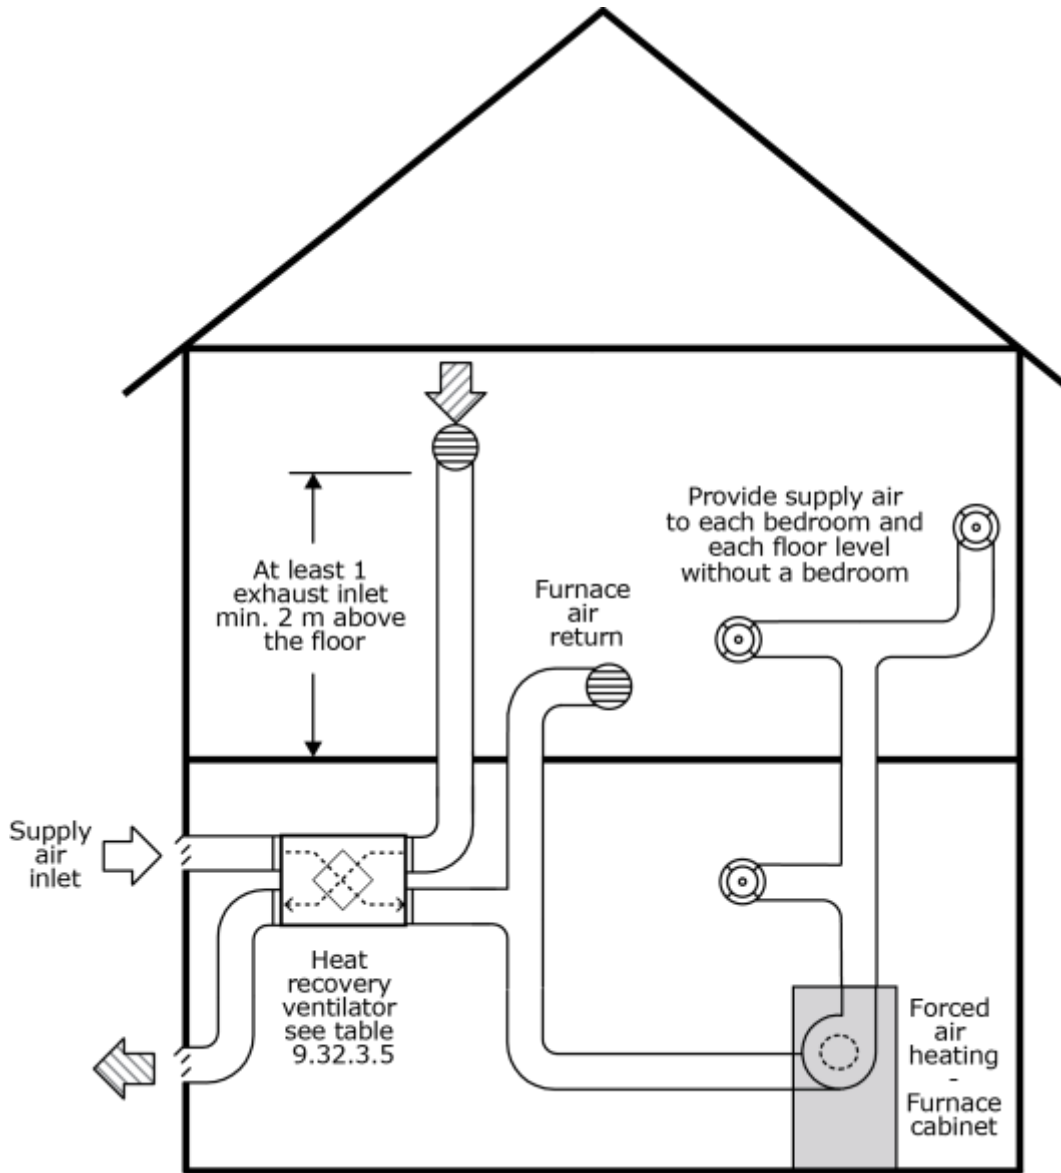 Provide supply air
to each bedroom and
each floor level
without a bedroom
At least 1
exhaust inlet
min. 2 m above
the floor
Furnace
air
return
Supply
air
inlet
Heat
recovery
ventilator
see table
9.32.3.5
Forced
air
heating
-
Furnace
cabinet